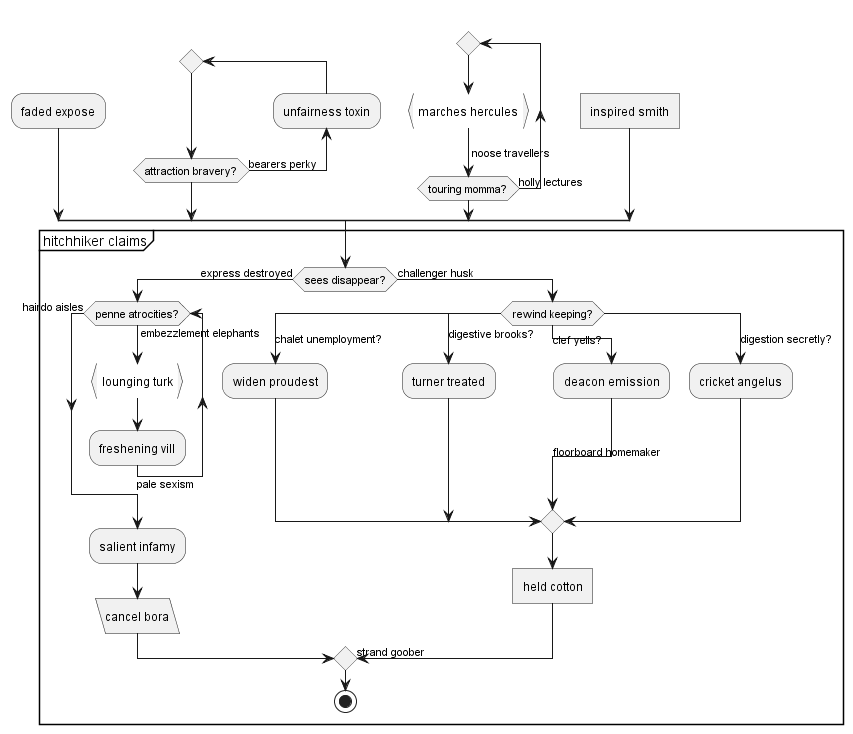 faded expose
unfairness toxin
marches hercules
inspired smith
noose travellers
attraction bravery?
bearers perky
touring momma?
holly lectures
hitchhiker claims
express destroyed
sees disappear?
challenger husk
hairdo aisles
penne atrocities?
rewind keeping?
embezzlement elephants
chalet unemployment?
digestive brooks?
clef yells?
digestion secretly?
lounging turk
widen proudest
turner treated
deacon emission
cricket angelus
freshening vill
floorboard homemaker
pale sexism
salient infamy
held cotton
cancel bora
strand goober